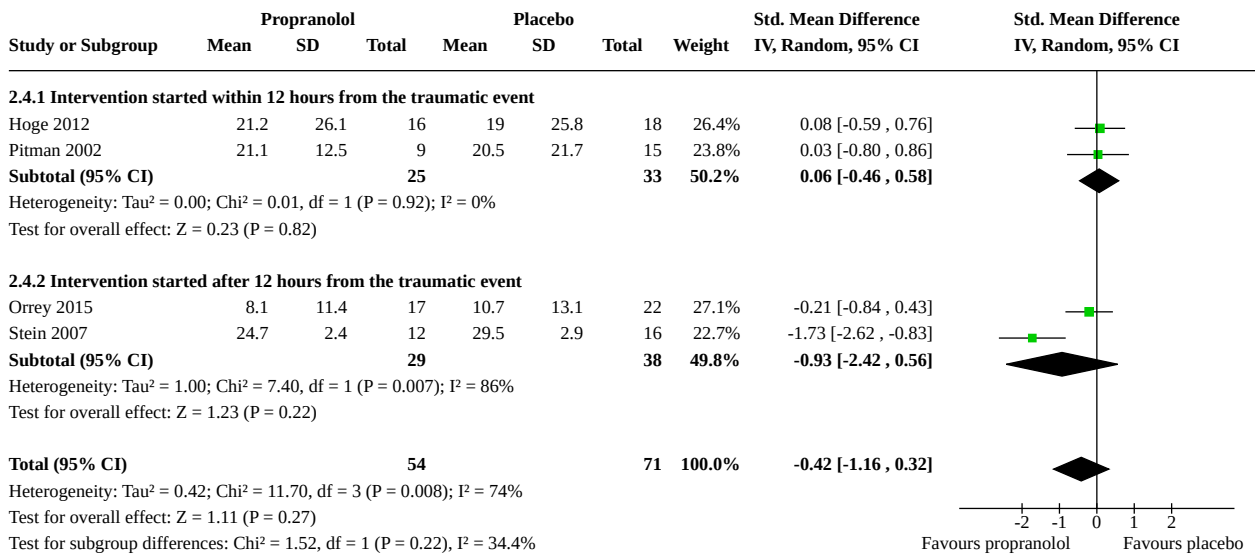 Propranolol Placebo Std. Mean Difference Std. Mean Difference
Study or Subgroup Mean SD Total Mean SD Total Weight IV, Random, 95% CI IV, Random, 95% CI
2.4.1 Intervention started within 12 hours from the traumatic event
Hoge 2012 21.2 26.1 16 19 25.8 18 26.4% 0.08 [-0.59 , 0.76]
Pitman 2002 21.1 12.5 9 20.5 21.7 15 23.8% 0.03 [-0.80 , 0.86]
Subtotal (95% CI) 25 33 50.2% 0.06 [-0.46 , 0.58]
Heterogeneity: Tau² = 0.00; Chi² = 0.01, df = 1 (P = 0.92); I² = 0%
Test for overall effect: Z = 0.23 (P = 0.82)
2.4.2 Intervention started after 12 hours from the traumatic event
Orrey 2015 8.1 11.4 17 10.7 13.1 22 27.1% -0.21 [-0.84 , 0.43]
Stein 2007 24.7 2.4 12 29.5 2.9 16 22.7% -1.73 [-2.62 , -0.83]
Subtotal (95% CI) 29 38 49.8% -0.93 [-2.42 , 0.56]
Heterogeneity: Tau² = 1.00; Chi² = 7.40, df = 1 (P = 0.007); I² = 86%
Test for overall effect: Z = 1.23 (P = 0.22)
Total (95% CI) 54 71 100.0% -0.42 [-1.16 , 0.32]
Heterogeneity: Tau² = 0.42; Chi² = 11.70, df = 3 (P = 0.008); I² = 74%
Test for overall effect: Z = 1.11 (P = 0.27)
-2 -1 0 1 2
Test for subgroup differences: Chi² = 1.52, df = 1 (P = 0.22), I² = 34.4%
Favours propranolol Favours placebo